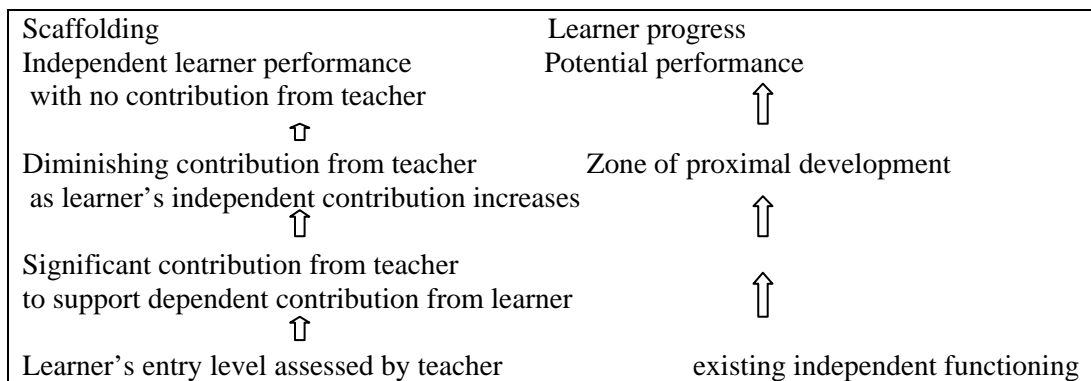 Scaffolding Learner progress
Independent learner performance Potential performance
with no contribution from teacher
Diminishing contribution from teacher Zone of proximal development
as learner’s independent contribution increases
Significant contribution from teacher
to support dependent contribution from learner
Learner’s entry level assessed by teacher existing independent functioning